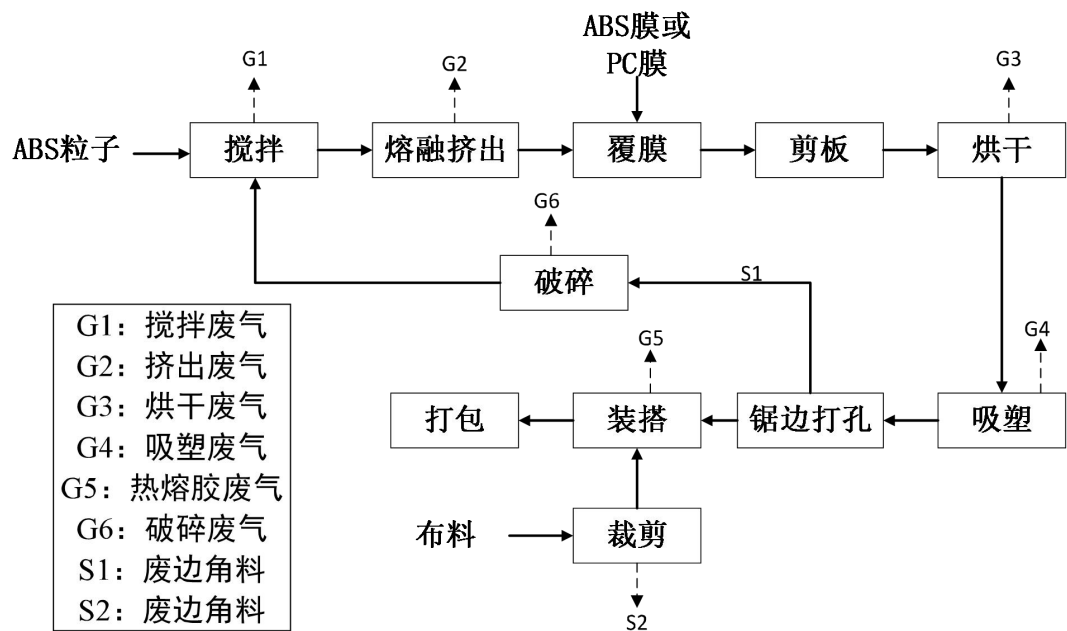 ABS膜或
PC膜
G1
G2
G3
ABS粒子
搅拌
熔融挤出
覆膜
剪板
烘干
G6
破碎
S1
G1：搅拌废气
G2：挤出废气
G3：烘干废气
G4：吸塑废气
G5：热熔胶废气
G6：破碎废气
S1：废边角料
S2：废边角料
G5
G4
打包
装搭
锯边打孔
吸塑
布料
裁剪
S2